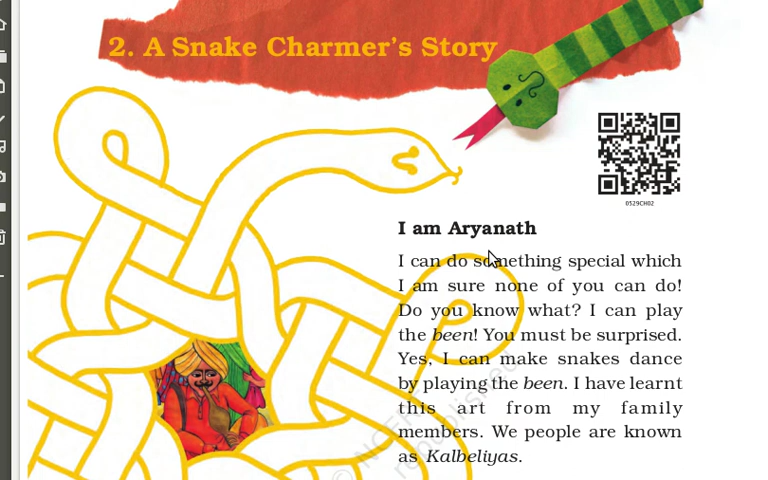 2. A Snake Charmer's Story
0529CH02
I am Aryanath
I can do something special which
I am sure none of you can do!
Do you know what? I can play
the been! You must be surprised.
Yes, I can make snakes dance
by playing the been. I have learnt
this art from my family
members. We people are known
as Kalbeliyas.